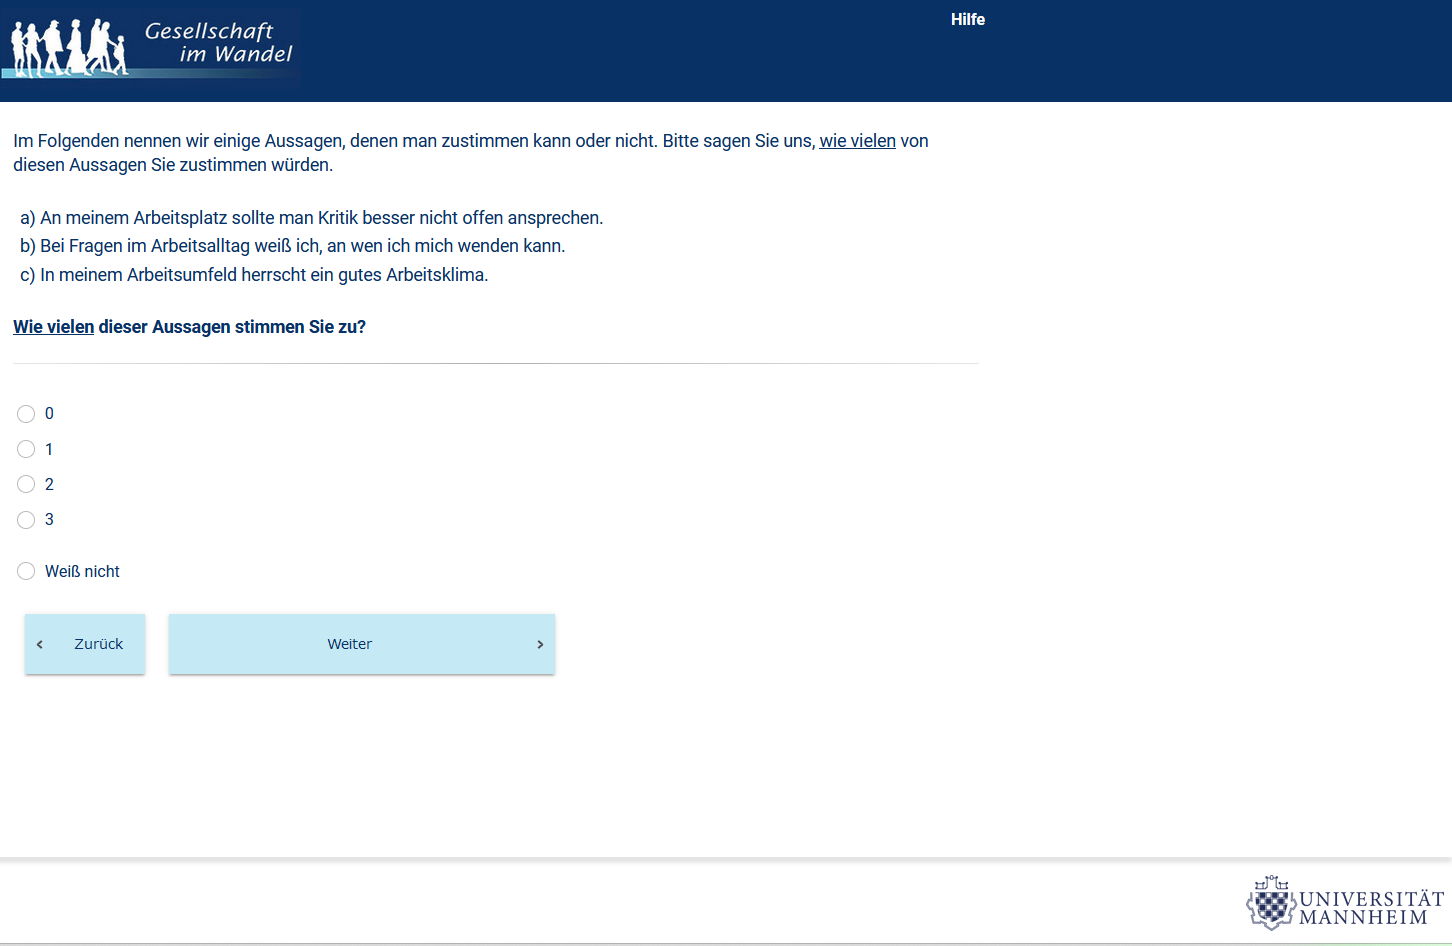 Gesellschaft
im Wandel
Hilfe
Im Folgenden nennen wir einige Aussagen, denen man zustimmen kann oder nicht. Bitte sagen Sie uns, wie vielen von
diesen Aussagen Sie zustimmen würden.
a) An meinem Arbeitsplatz sollte man Kritik besser nicht offen ansprechen.
b) Bei Fragen im Arbeitsalltag weiß ich, an wen ich mich wenden kann.
c) In meinem Arbeitsumfeld herrscht ein gutes Arbeitsklima.
Wie vielen dieser Aussagen stimmen Sie zu?
0
1
2
3
Weiß nicht
‹ Zurück
Weiter ›
UNIVERSITÄT
MANNHEIM